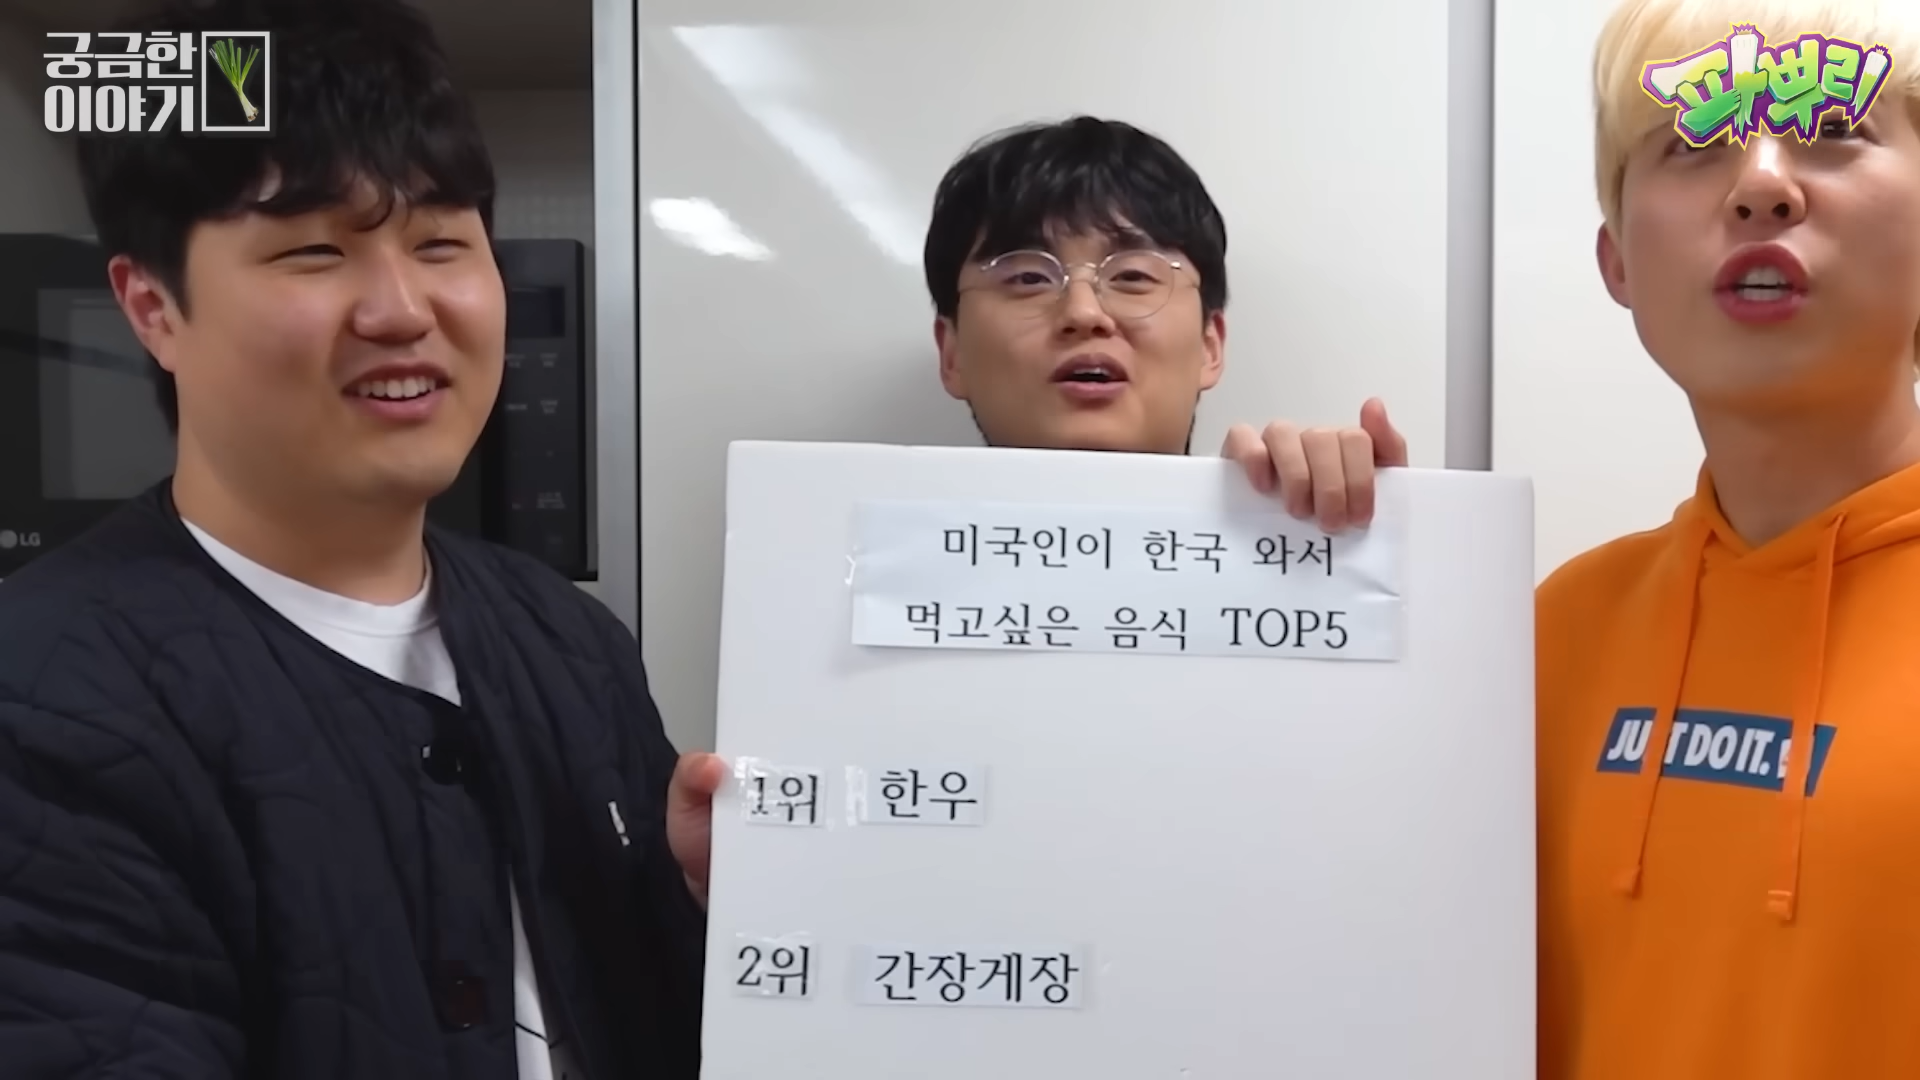 궁금한
이야기
파뿌리
LG
미국인이 한국 와서
먹고싶은 음식 TOP5
1위 한우
2위 간장게장
JUST DO IT.